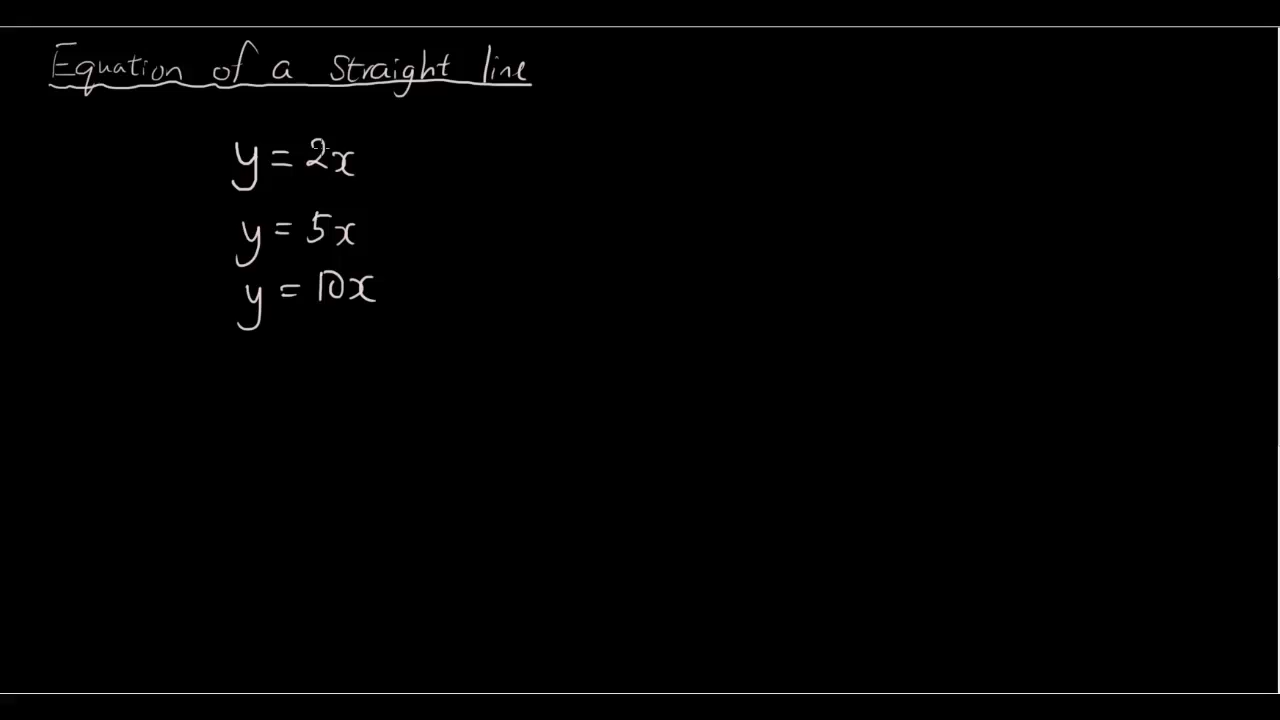 Equation of a straight line
y = 2x
y = 5x
y = 10x